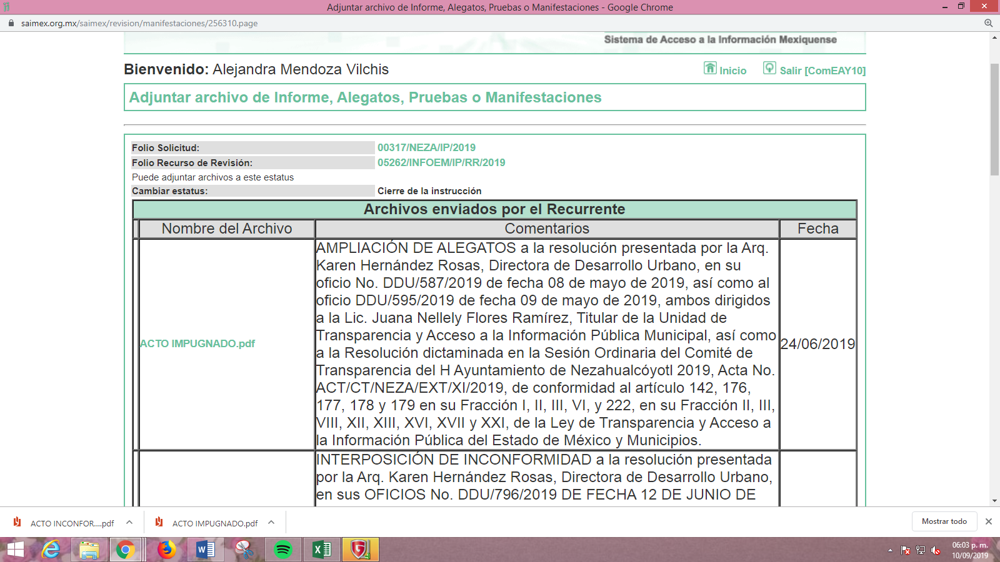 Adjuntar archivo de Informe, Alegatos, Pruebas o Manifestaciones - Google Chrome
saimex.org.mx/saimex/revision/manifestaciones/256310.page
Sistema de Acceso a la Información Mexiquense
Bienvenido: Alejandra Mendoza Vilchis
Inicio
Salir [ComEAY10]
Adjuntar archivo de Informe, Alegatos, Pruebas o Manifestaciones
Folio Solicitud: 00317/NEZA/IP/2019
Folio Recurso de Revisión: 05262/INFOEM/IP/RR/2019
Puede adjuntar archivos a este estatus
Cambiar estatus: Cierre de la instrucción
Archivos enviados por el Recurrente
Nombre del Archivo Comentarios Fecha
ACTO IMPUGNADO.pdf
AMPLIACIÓN DE ALEGATOS a la resolución presentada por la Arq.
Karen Hernández Rosas, Directora de Desarrollo Urbano, en su
oficio No. DDU/587/2019 de fecha 08 de mayo de 2019, así como al
oficio DDU/595/2019 de fecha 09 de mayo de 2019, ambos dirigidos
a la Lic. Juana Nellely Flores Ramírez, Titular de la Unidad de
Transparencia y Acceso a la Información Pública Municipal, así como
a la Resolución dictaminada en la Sesión Ordinaria del Comité de
Transparencia del H Ayuntamiento de Nezahualcóyotl 2019, Acta No.
ACT/CT/NEZA/EXT/XI/2019, de conformidad al artículo 142, 176,
177, 178 y 179 en su Fracción I, II, III, VI, y 222, en su Fracción II, III,
VIII, XII, XIII, XVI, XVII y XXI, de la Ley de Transparencia y Acceso a
la Información Pública del Estado de México y Municipios.
24/06/2019
INTERPOSICIÓN DE INCONFORMIDAD a la resolución presentada
por la Arq. Karen Hernández Rosas, Directora de Desarrollo Urbano,
en sus OFICIOS No. DDU/796/2019 DE FECHA 12 DE JUNIO DE
ACTO INCONFOR....pdf
ACTO IMPUGNADO.pdf
Mostrar todo
06:03 p. m.
10/09/2019